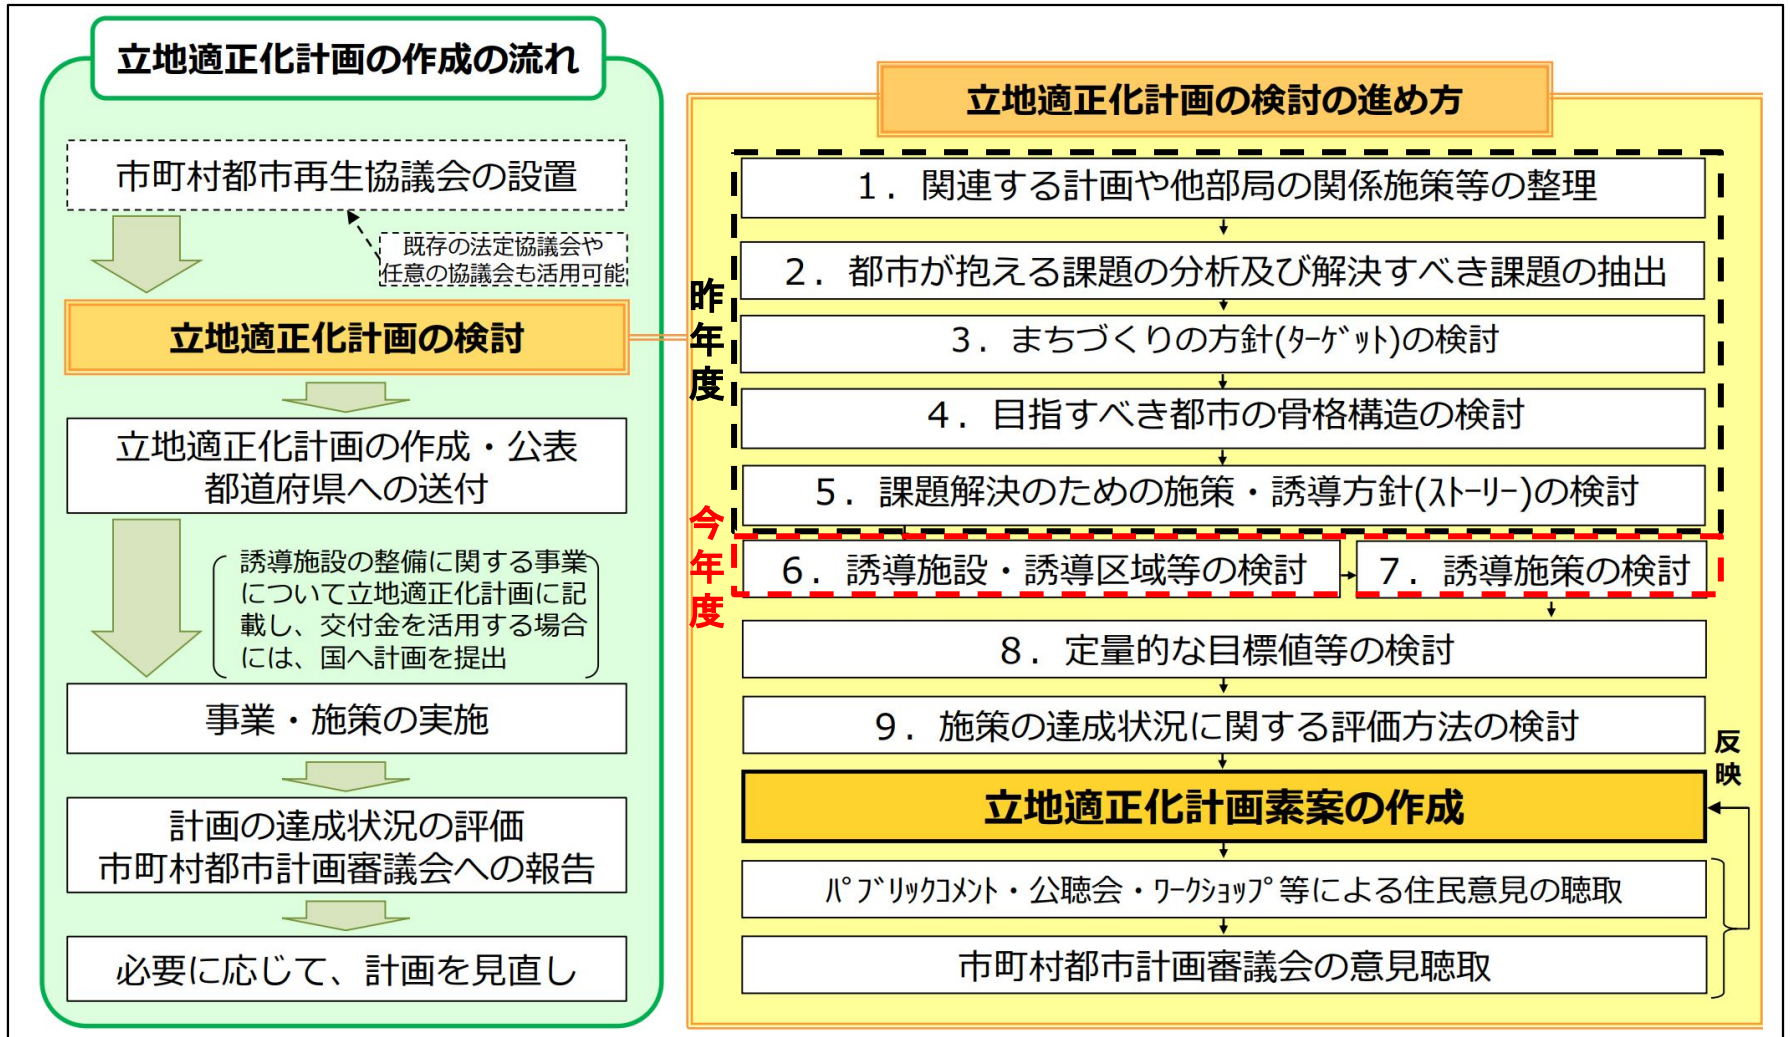 立地適正化計画の作成の流れ
市町村都市再生協議会の設置
既存の法定協議会や
任意の協議会も活用可能
立地適正化計画の検討
立地適正化計画の作成・公表
都道府県への送付
誘導施設の整備に関する事業
について立地適正化計画に記
載し、交付金を活用する場合
には、国へ計画を提出
事業・施策の実施
計画の達成状況の評価
市町村都市計画審議会への報告
必要に応じて、計画を見直し
立地適正化計画の検討の進め方
昨年度
１．関連する計画や他部局の関係施策等の整理
２．都市が抱える課題の分析及び解決すべき課題の抽出
３．まちづくりの方針(ﾀｰｹﾞｯﾄ)の検討
４．目指すべき都市の骨格構造の検討
５．課題解決のための施策・誘導方針(ｽﾄｰﾘｰ)の検討
今年度
６．誘導施設・誘導区域等の検討
７．誘導施策の検討
８．定量的な目標値等の検討
９．施策の達成状況に関する評価方法の検討
立地適正化計画素案の作成
反映
ﾊﾟﾌﾞﾘｯｸｺﾒﾝﾄ・公聴会・ﾜｰｸｼｮｯﾌﾟ等による住民意見の聴取
市町村都市計画審議会の意見聴取